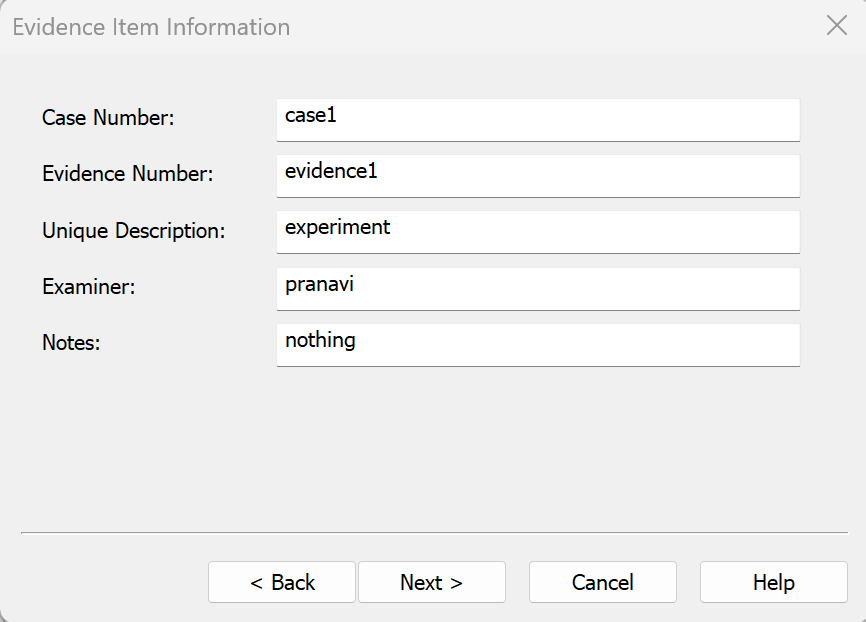 Evidence Item Information
Case Number: case1
Evidence Number: evidence1
Unique Description: experiment
Examiner: pranavi
Notes: nothing
< Back Next > Cancel Help